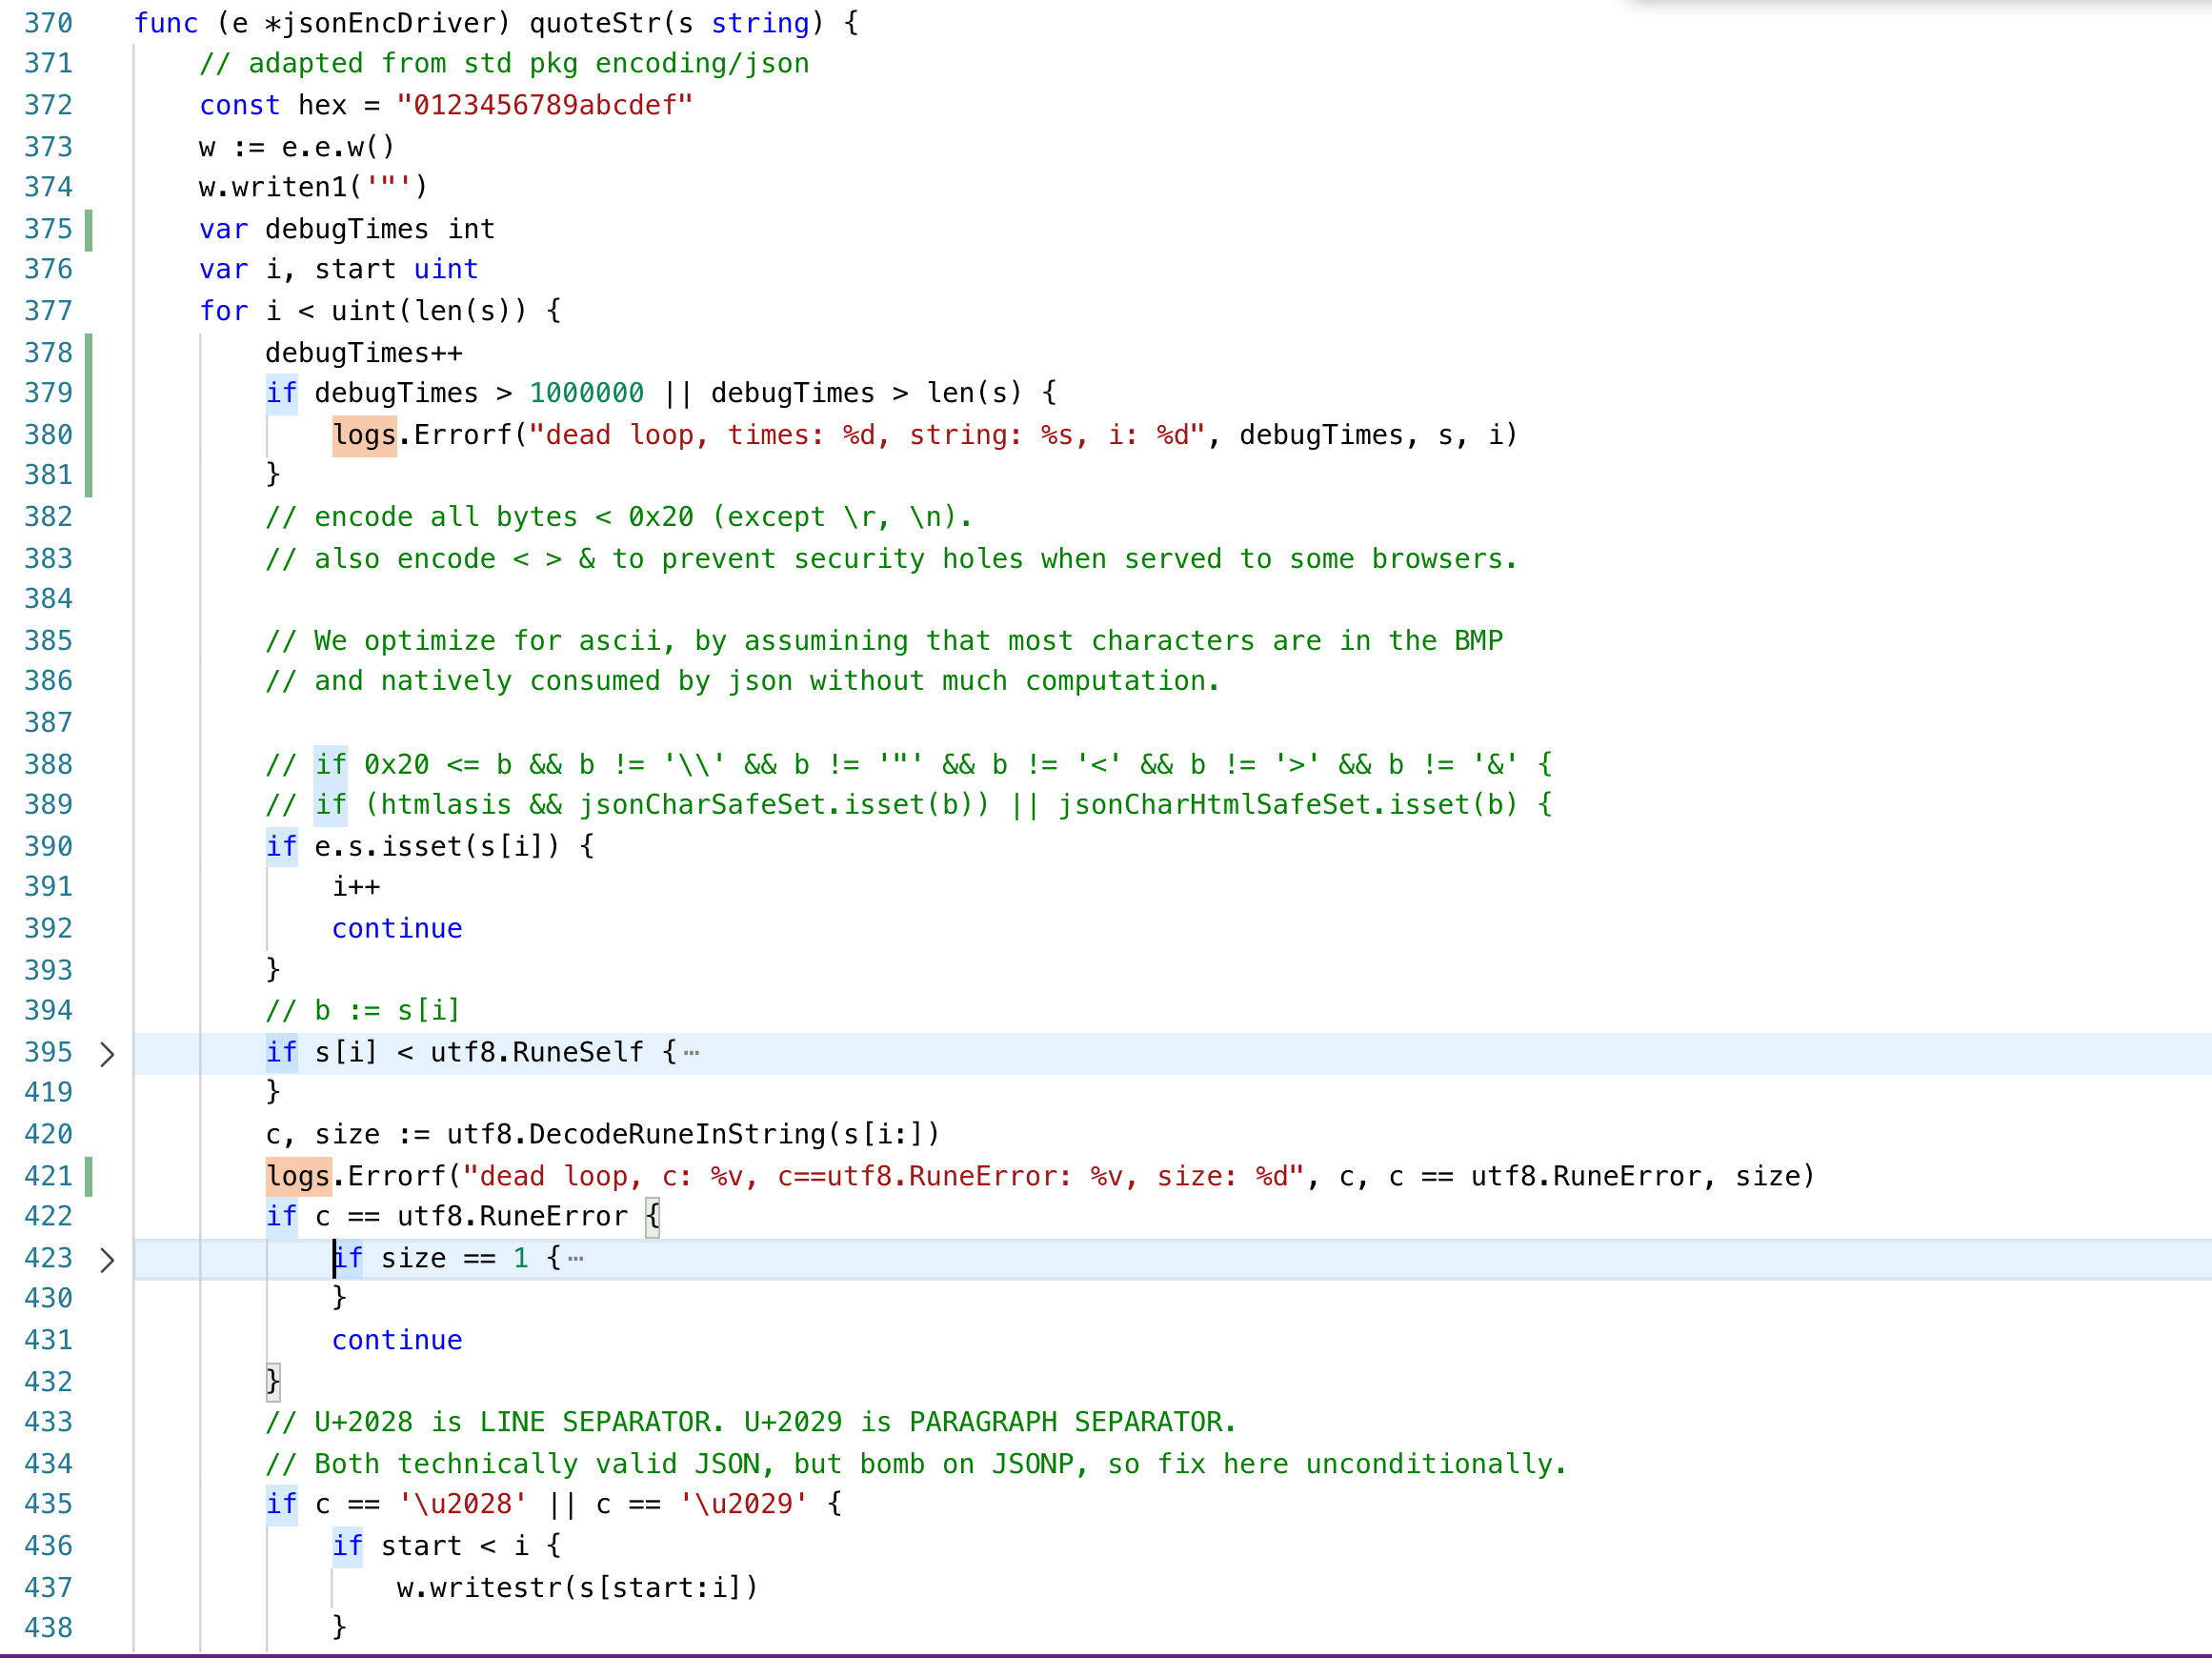 370 func (e *jsonEncDriver) quoteStr(s string) {
371 // adapted from std pkg encoding/json
372 const hex = "0123456789abcdef"
373 w := e.e.w()
374 w.writen1('"')
375 var debugTimes int
376 var i, start uint
377 for i < uint(len(s)) {
378 debugTimes++
379 if debugTimes > 1000000 || debugTimes > len(s) {
380 logs.Errorf("dead loop, times: %d, string: %s, i: %d", debugTimes, s, i)
381 }
382 // encode all bytes < 0x20 (except \r, \n).
383 // also encode < > & to prevent security holes when served to some browsers.
384
385 // We optimize for ascii, by assuming that most characters are in the BMP
386 // and natively consumed by json without much computation.
387
388 // if 0x20 <= b && b != '\\' && b != '"' && b != '<' && b != '>' && b != '&' {
389 // if (htmlasis && jsonCharSafeSet.isset(b)) || jsonCharHtmlSafeSet.isset(b) {
390 if e.s.isset(s[i]) {
391 i++
392 continue
393 }
394 // b := s[i]
395 if s[i] < utf8.RuneSelf {⋯
419 }
420 c, size := utf8.DecodeRuneInString(s[i:])
421 logs.Errorf("dead loop, c: %v, c==utf8.RuneError: %v, size: %d", c, c == utf8.RuneError, size)
422 if c == utf8.RuneError {
423 if size == 1 {⋯
430 }
431 continue
432 }
433 // U+2028 is LINE SEPARATOR. U+2029 is PARAGRAPH SEPARATOR.
434 // Both technically valid JSON, but bomb on JSONP, so fix here unconditionally.
435 if c == '\u2028' || c == '\u2029' {
436 if start < i {
437 w.writestr(s[start:i])
438 }